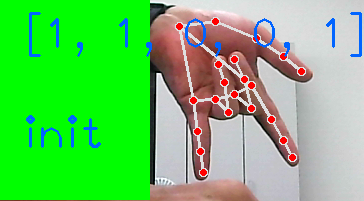 [1, 1, 0, 0, 1]
init